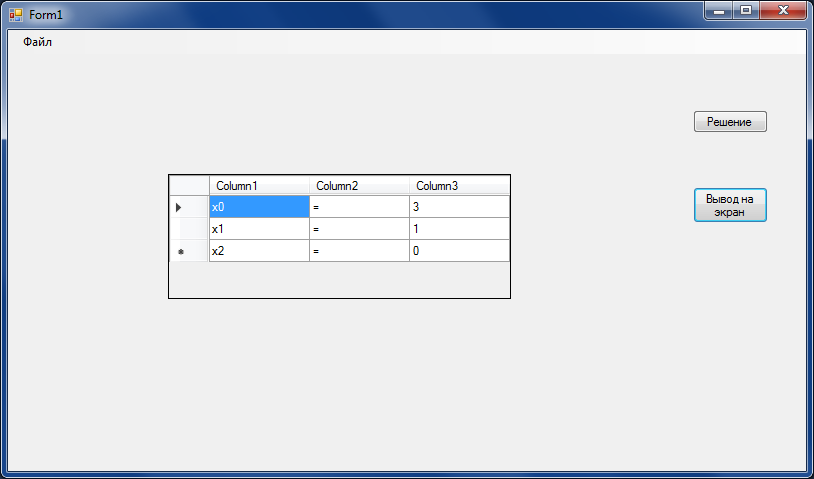 Form1
Файл
Решение
Column1 Column2 Column3
x0 = 3
x1 = 1
x2 = 0
Вывод на
экран